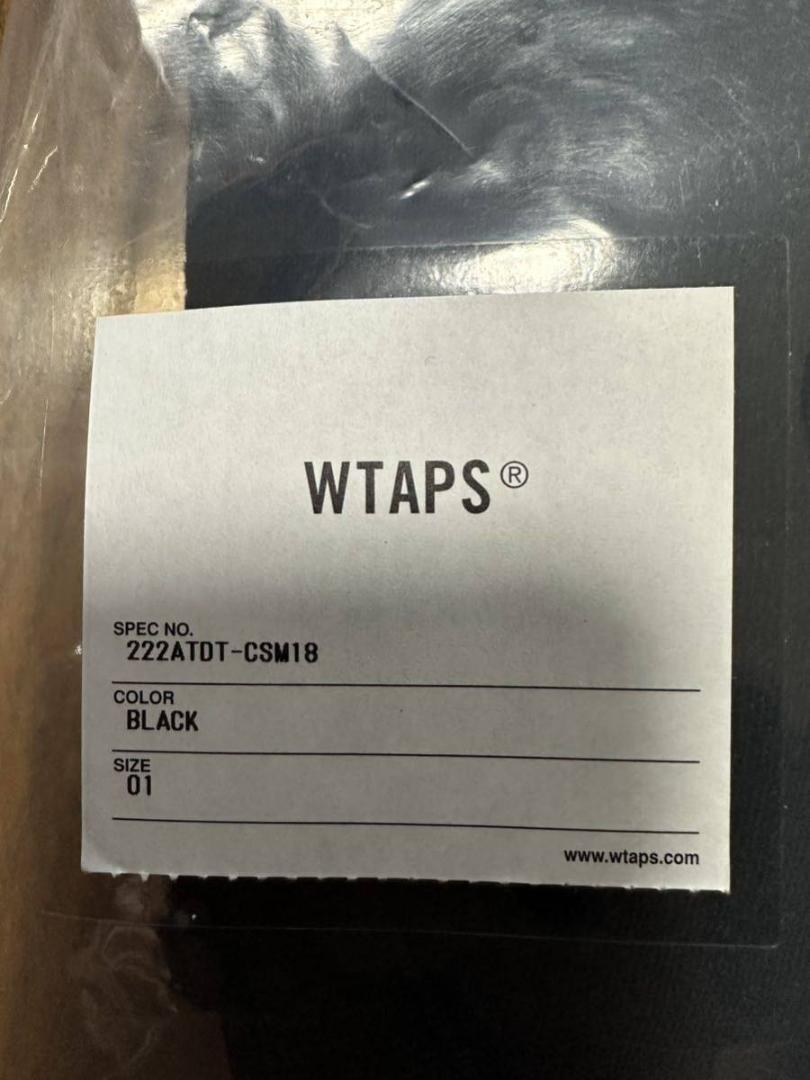 WTAPS®
SPEC NO.
222ATDT-CSM18
COLOR
BLACK
SIZE
01
www.wtaps.com